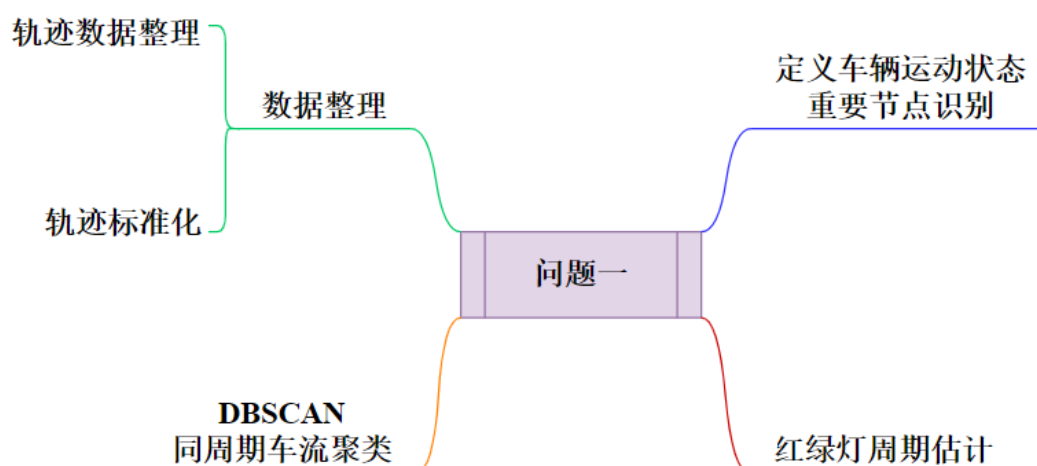 轨迹数据整理
数据整理
轨迹标准化
定义车辆运动状态
重要节点识别
问题一
DBSCAN
同周期车流聚类
红绿灯周期估计